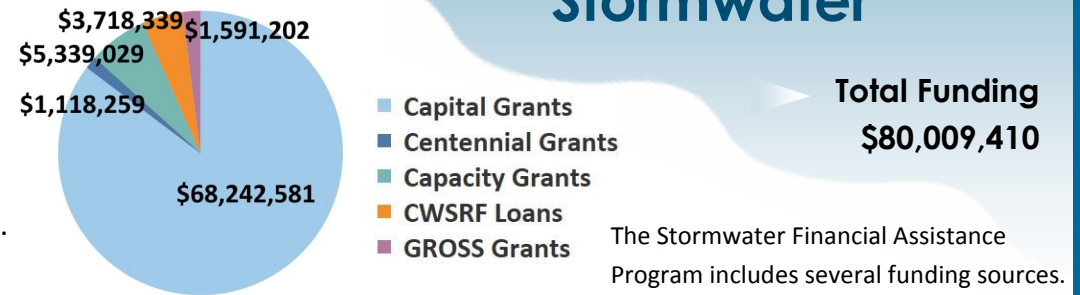 Stormwater
$3,718,339
$1,591,202
$5,339,029
$1,118,259
$68,242,581
Capital Grants
Centennial Grants
Capacity Grants
CWSRF Loans
GROSS Grants
Total Funding
$80,009,410
.
The Stormwater Financial Assistance
Program includes several funding sources.